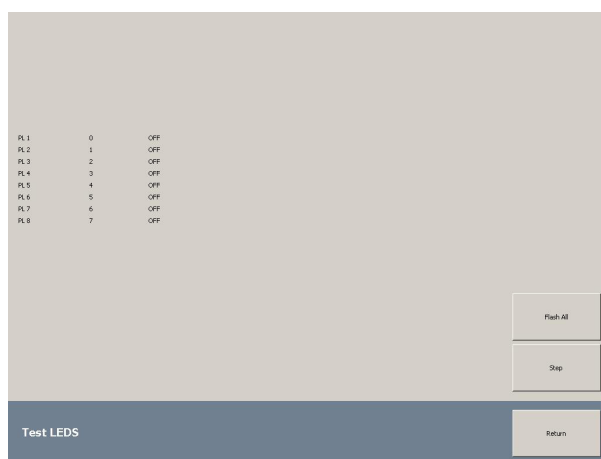 PL 1 0 OFF
PL 2 1 OFF
PL 3 2 OFF
PL 4 3 OFF
PL 5 4 OFF
PL 6 5 OFF
PL 7 6 OFF
PL 8 7 OFF
Flash All
Step
Test LEDS
Return